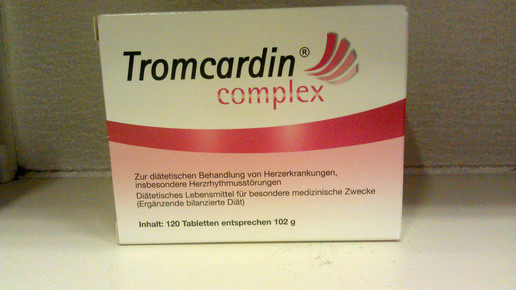 Tromcardin®
complex
Zur diätetischen Behandlung von Herzerkrankungen,
insbesondere Herzrhythmusstörungen
Diätetisches Lebensmittel für besondere medizinische Zwecke
(Ergänzende bilanzierte Diät)
Inhalt: 120 Tabletten entsprechen 102 g